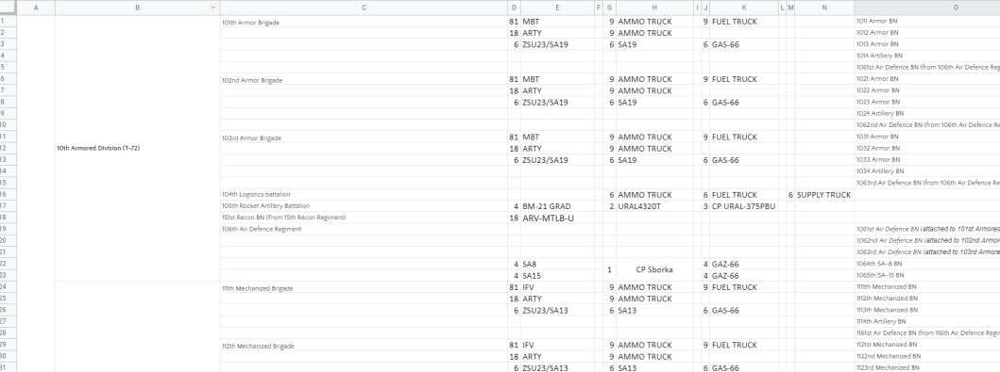 A B C D E F G H I J K L M N O
1 101th Armor Brigade 81 MBT 9 AMMO TRUCK 9 FUEL TRUCK 1011 Armor BN
2 18 ARTY 9 AMMO TRUCK 1012 Armor BN
3 6 ZSU23/SA19 6 SA19 6 GAS-66 1013 Armor BN
4 1014 Artillery BN
5 1061st Air Defence BN (from 106th Air Defence Reg
6 102nd Armor Brigade 81 MBT 9 AMMO TRUCK 9 FUEL TRUCK 1021 Armor BN
7 18 ARTY 9 AMMO TRUCK 1022 Armor BN
8 6 ZSU23/SA19 6 SA19 6 GAS-66 1023 Armor BN
9 1024 Artillery BN
10 1062nd Air Defence BN (from 106th Air Defence Re
11 103rd Armor Brigade 81 MBT 9 AMMO TRUCK 9 FUEL TRUCK 1031 Armor BN
12 10th Armored Division (T-72) 18 ARTY 9 AMMO TRUCK 1032 Armor BN
13 6 ZSU23/SA19 6 SA19 6 GAS-66 1033 Armor BN
14 1034 Artillery BN
15 1063rd Air Defence BN (from 106th Air Defence Re
16 104th Logistics battalion 6 AMMO TRUCK 6 FUEL TRUCK 6 SUPPLY TRUCK
17 105th Rocket Artillery Battalion 4 BM-21 GRAD 2 URAL4320T 3 CP URAL-375PBU
18 151st Recon BN (From 15th Recon Regiment) 18 ARV-MTLB-U
19 106th Air Defence Regiment 1061st Air Defence BN (attached to 101st Armored
20 1062nd Air Defence BN (attached to 102nd Armor
21 1063rd Air Defence BN (attached to 103rd Armore
22 4 SA8 4 GAZ-66 1064th SA-8 BN
1 CP Sborka
23 4 SA15 4 GAZ-66 1065th SA-15 BN
24 111th Mechanized Brigade 81 IFV 9 AMMO TRUCK 9 FUEL TRUCK 1111th Mechanized BN
25 18 ARTY 9 AMMO TRUCK 1112th Mechanized BN
26 6 ZSU23/SA13 6 SA13 6 GAS-66 1113th Mechanized BN
27 1114th Artillery BN
28 1161st Air Defence BN (from 116th Air Defence Regi
29 112th Mechanized Brigade 81 IFV 9 AMMO TRUCK 9 FUEL TRUCK 1121st Mechanized BN
30 18 ARTY 9 AMMO TRUCK 1122nd Mechanized BN
31 6 ZSU23/SA13 6 SA13 6 GAS-66 1123rd Mechanized BN